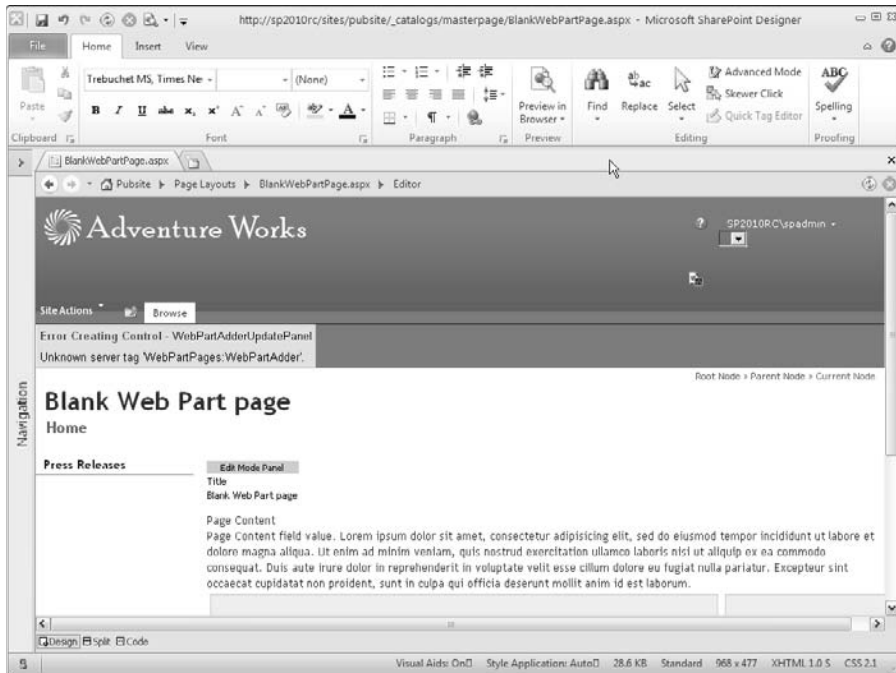 http://sp2010rc/sites/pubsite/_catalogs/masterpage/BlankWebPartPage.aspx - Microsoft SharePoint Designer
File Home Insert View
Paste
Clipboard
Trebuchet MS, Times Ne
(None)
B I U abc x, x' A A A
Font
Paragraph
Preview in
Browser
Preview
Find
Replace
Select
Advanced Mode
Skewer Click
Quick Tag Editor
Editing
ABC
Spelling
Proofing
BlankWebPartPage.aspx
Pubsite Page Layouts BlankWebPartPage.aspx Editor
Navigation
Adventure Works
? SP2010RC\spadmin
Site Actions Browse
Error Creating Control - WebPartAdderUpdatePanel
Unknown server tag 'WebPartPages:WebPartAdder'.
Root Node > Parent Node > Current Node
Blank Web Part page
Home
Press Releases
Edit Mode Panel
Title
Blank Web Part page
Page Content
Page Content field value. Lorem ipsum dolor sit amet, consectetur adipisicing elit, sed do eiusmod tempor incididunt ut labore et
dolore magna aliqua. Ut enim ad minim veniam, quis nostrud exercitation ullamco laboris nisi ut aliquip ex ea commodo
consequat. Duis aute irure dolor in reprehenderit in voluptate velit esse cillum dolore eu fugiat nulla pariatur. Excepteur sint
occaecat cupidatat non proident, sunt in culpa qui officia deserunt mollit anim id est laborum.
Design Split Code
Visual Aids: On Style Application: Auto 28.6 KB Standard 968 x 477 XHTML 1.0 S CSS 2.1